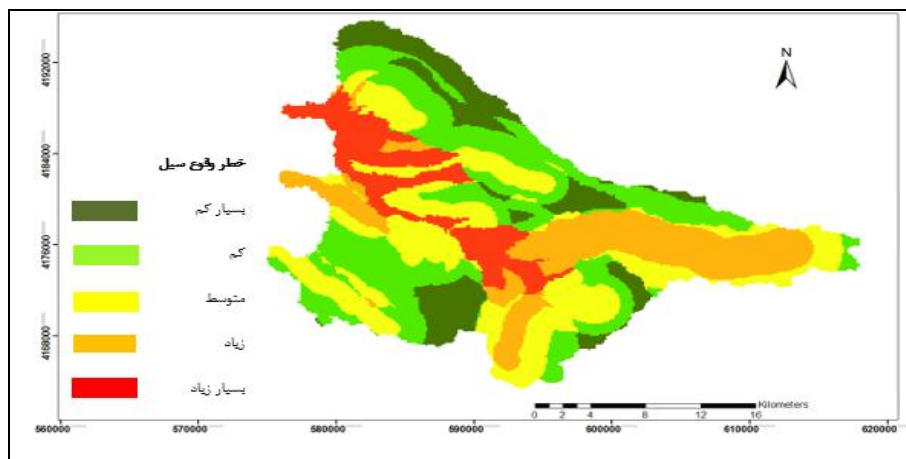 N
4192000
4184000
4176000
4168000
خطر وقوع سیل
بسیار کم
کم
متوسط
زیاد
بسیار زیاد
Kilometers
0 2 4 8 12 16
560000 570000 580000 590000 600000 610000 620000